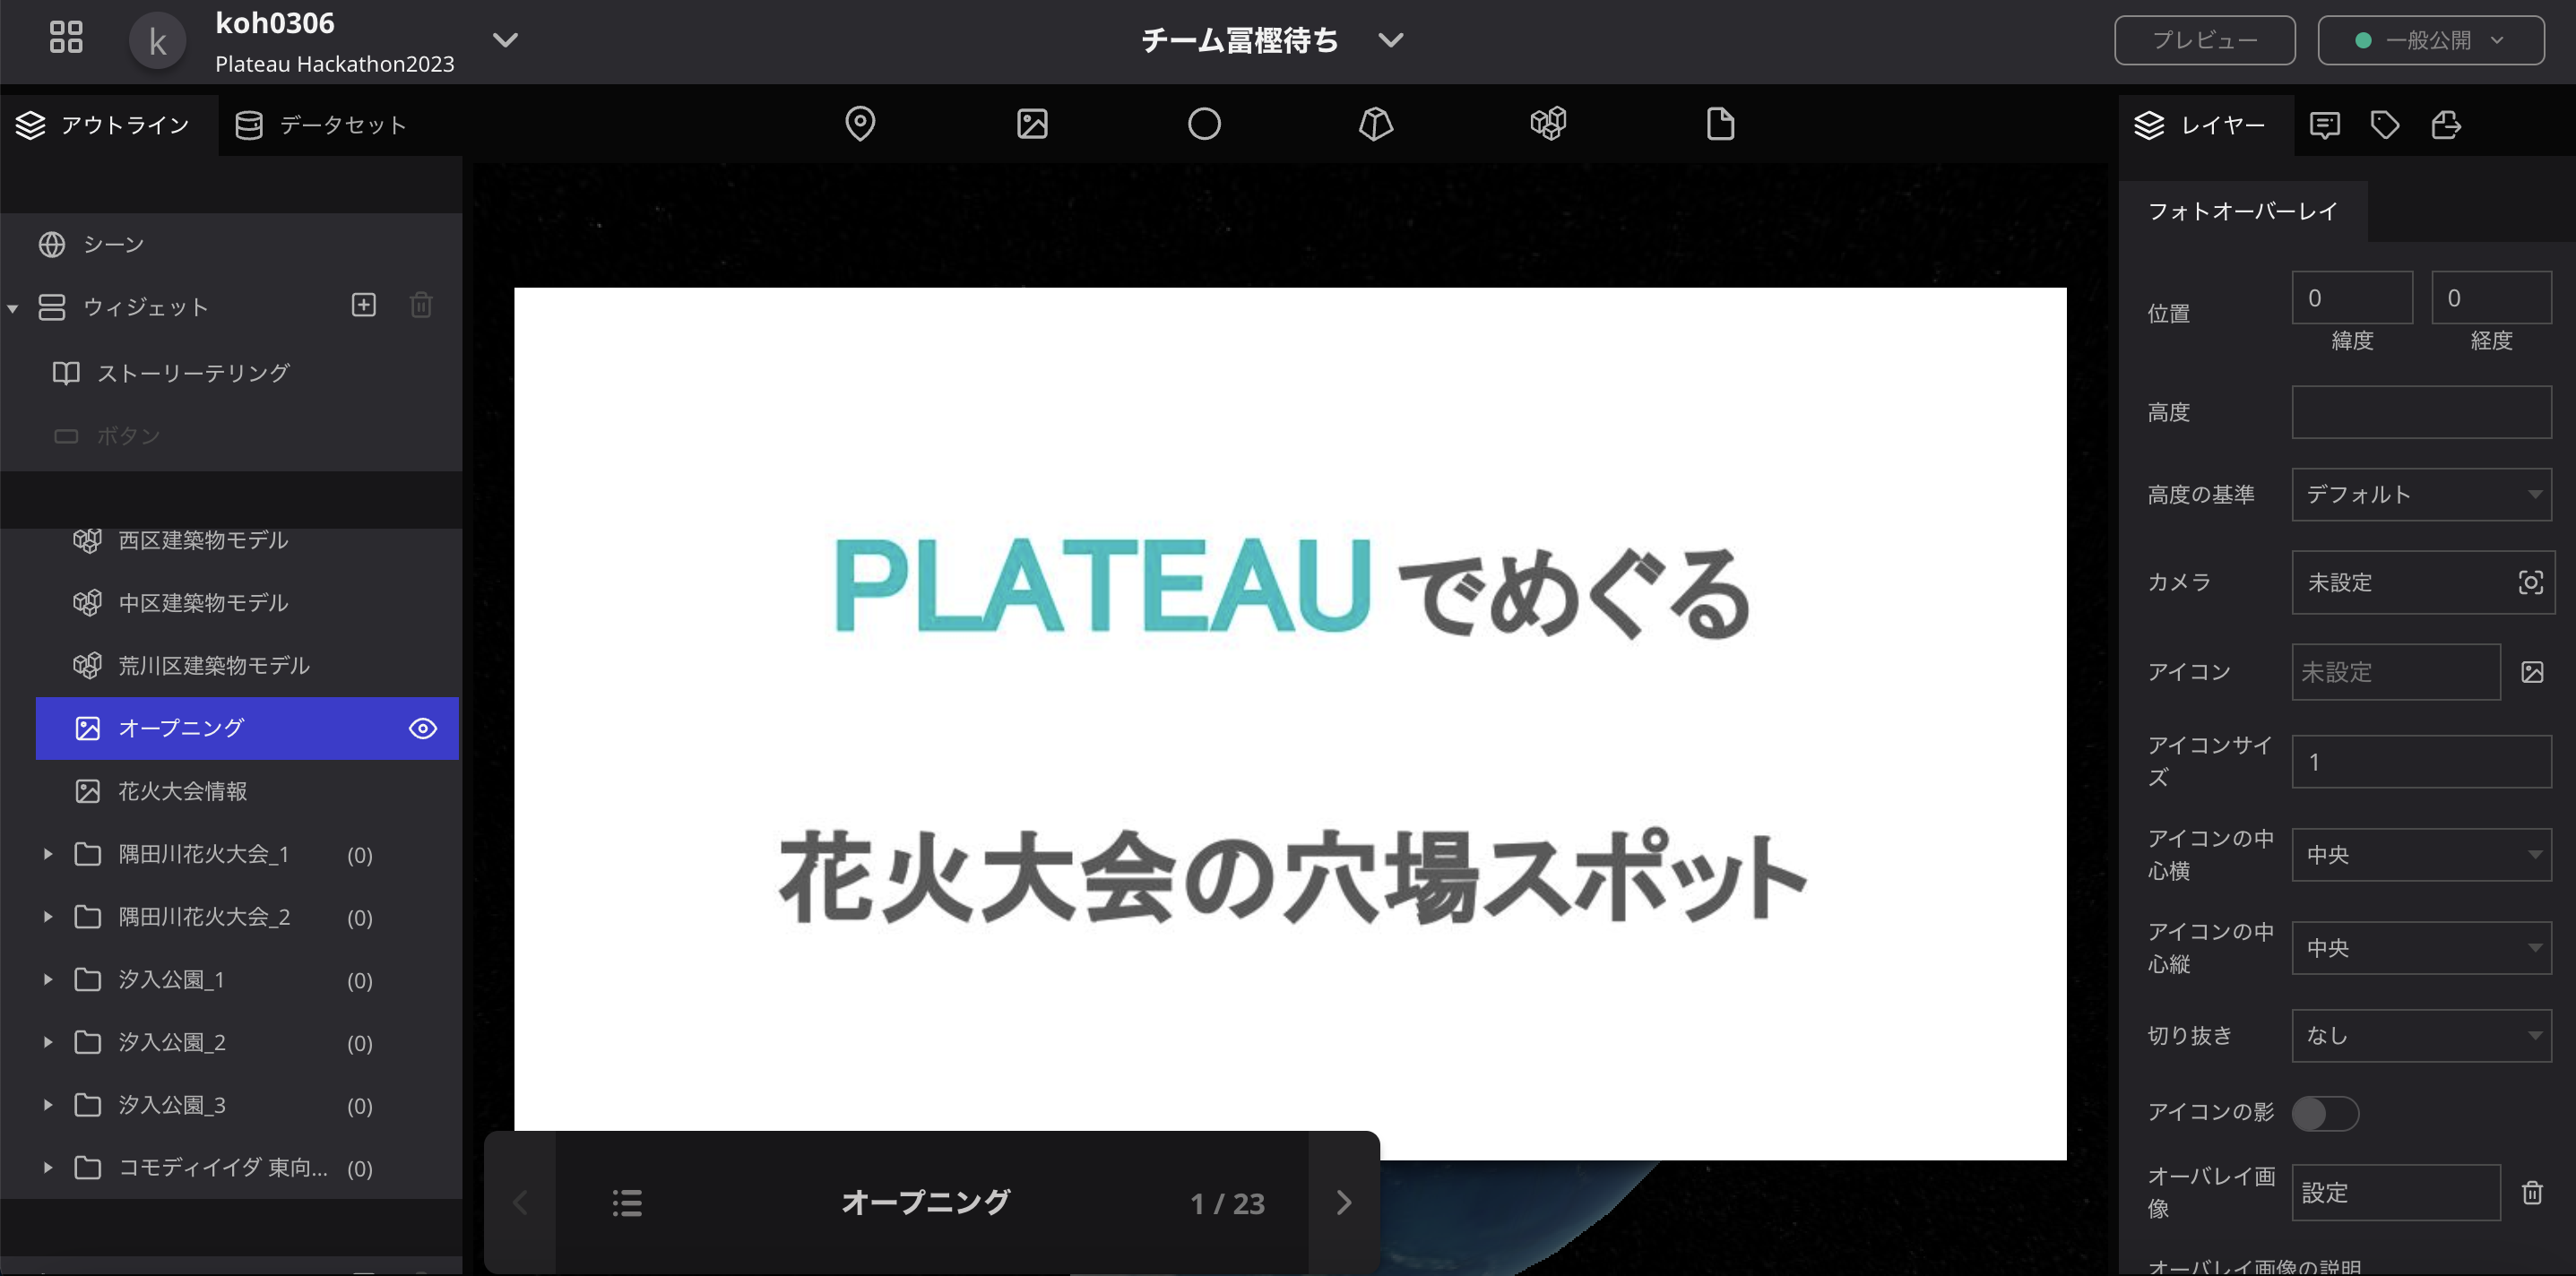 koh0306
Plateau Hackathon2023
k
チーム冨樫待ち
プレビュー
一般公開
アウトライン
データセット
シーン
ウィジェット
ストーリーテリング
ボタン
西区建築物モデル
中区建築物モデル
荒川区建築物モデル
オープニング
花火大会情報
隅田川花火大会_1 (0)
隅田川花火大会_2 (0)
汐入公園_1 (0)
汐入公園_2 (0)
汐入公園_3 (0)
コモディイイダ 東向... (0)
PLATEAU でめぐる
花火大会の穴場スポット
オープニング 1 / 23
レイヤー
フォトオーバーレイ
位置 0 0
緯度 経度
高度
高度の基準 デフォルト
カメラ 未設定
アイコン 未設定
アイコンサイ
ズ
1
アイコンの中
心横
中央
アイコンの中
心縦
中央
切り抜き なし
アイコンの影
オーバレイ画
像
設定
オーバレイ画像の説明